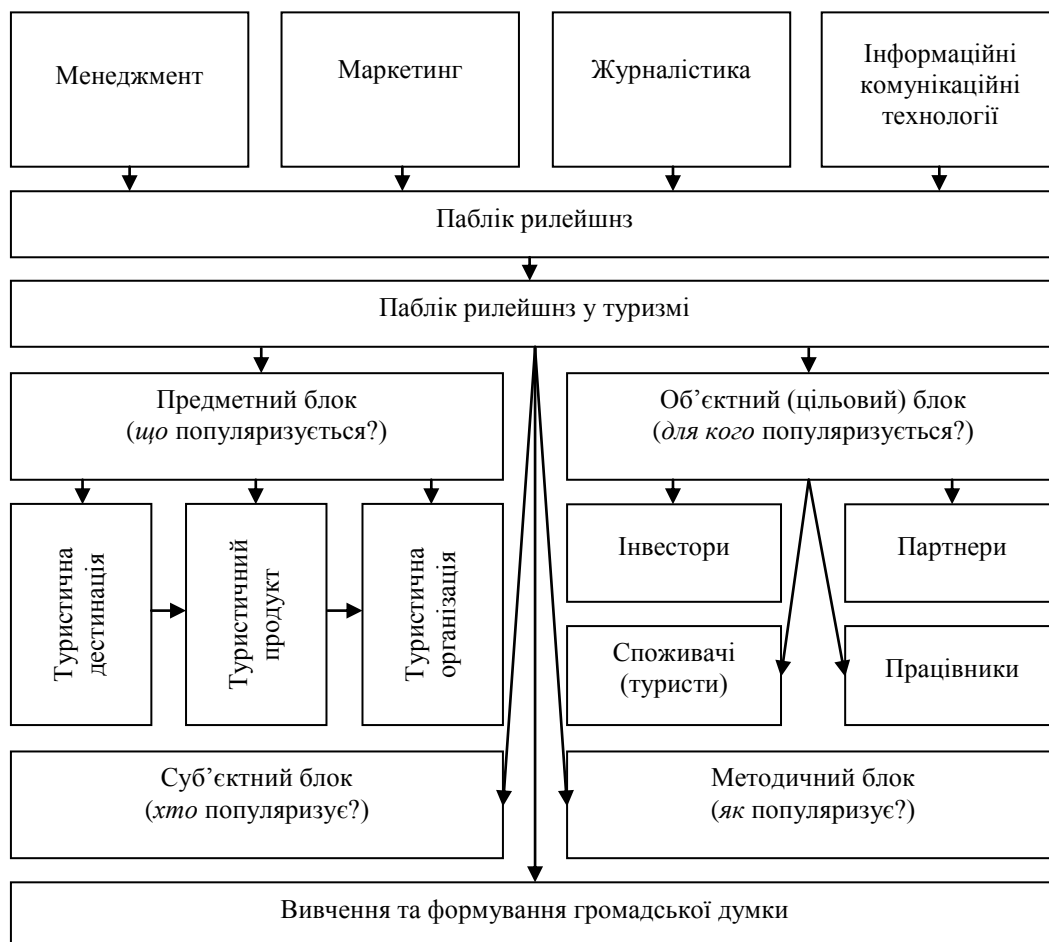 Менеджмент
Маркетинг
Журналістика
Інформаційні
комунікаційні
технології
Паблік рилейшнз
Паблік рилейшнз у туризмі
Предметний блок
(що популяризується?)
Об’єктний (цільовий) блок
(для кого популяризується?)
Туристична
дестинація
Туристичний
продукт
Туристична
організація
Інвестори
Партнери
Споживачі
(туристи)
Працівники
Суб’єктний блок
(хто популяризує?)
Методичний блок
(як популяризує?)
Вивчення та формування громадської думки